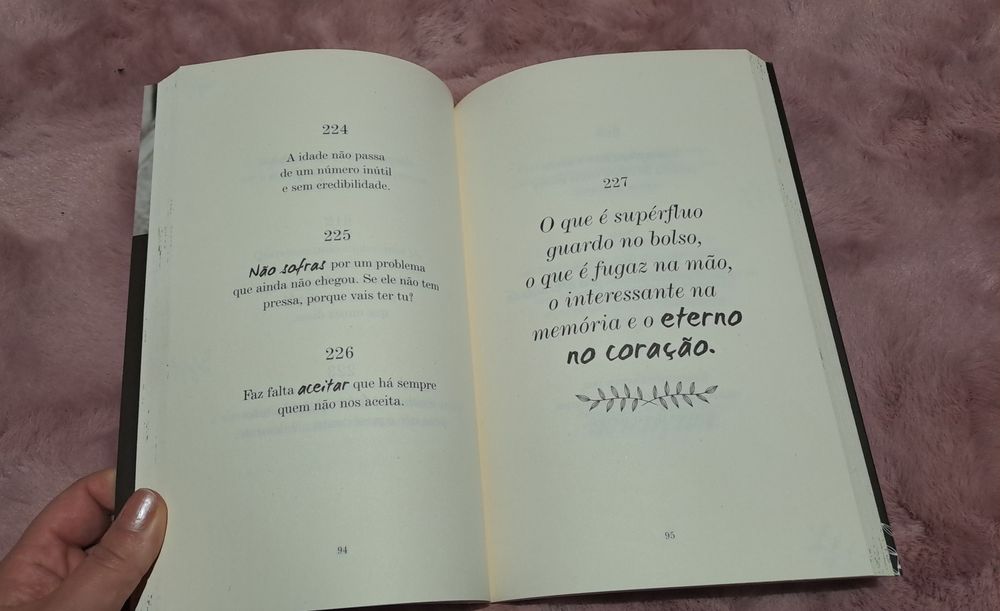 224
A idade não passa
de um número inútil
e sem credibilidade.
225
Não sofras por um problema
que ainda não chegou. Se ele não tem
pressa, porque vais ter tu?
226
Faz falta aceitar que há sempre
quem não nos aceita.
94
227
O que é supérfluo
guardo no bolso,
o que é fugaz na mão,
o interessante na
memória e o eterno
no coração.
95